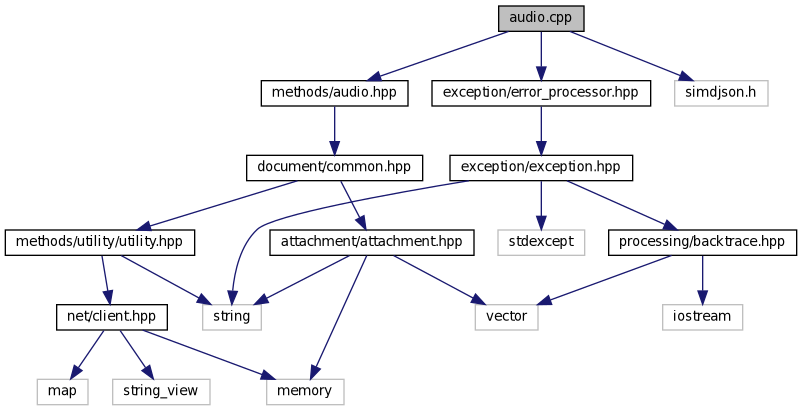 audio.cpp
methods/audio.hpp
exception/error_processor.hpp
simdjson.h
document/common.hpp
exception/exception.hpp
methods/utility/utility.hpp
attachment/attachment.hpp
stdexcept
processing/backtrace.hpp
net/client.hpp
string
vector
iostream
map
string_view
memory